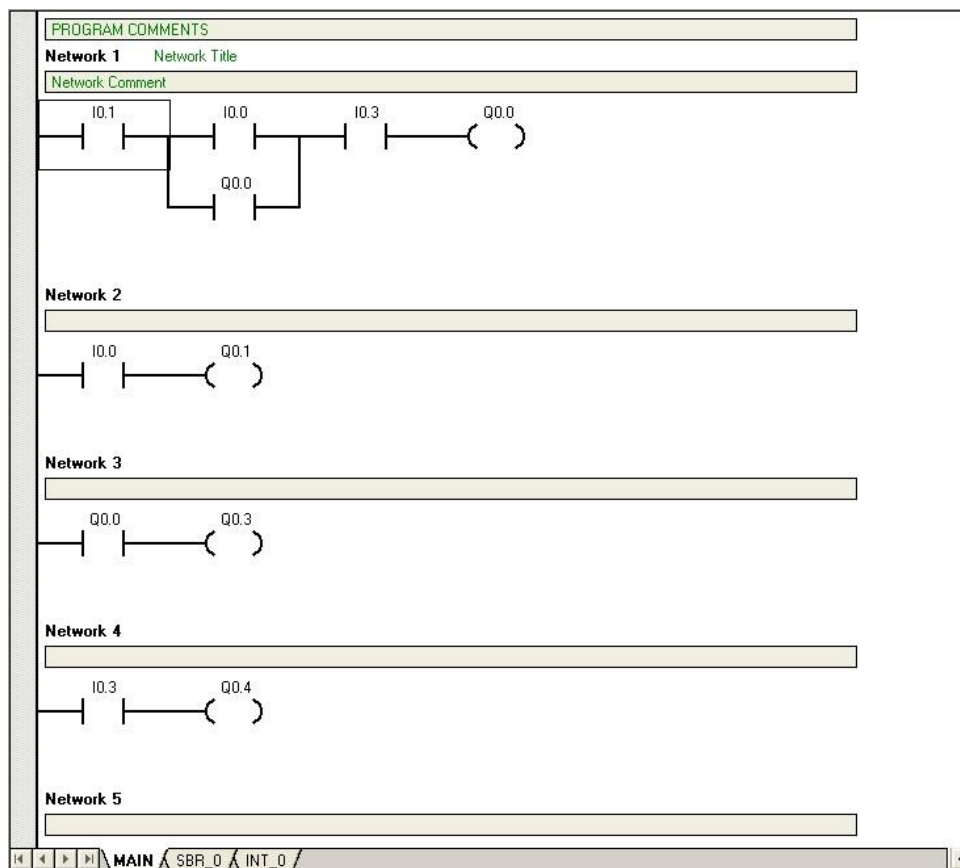 PROGRAM COMMENTS
Network 1 Network Title
Network Comment
I0.1 I0.0 I0.3 Q0.0
Q0.0
Network 2
I0.0 Q0.1
Network 3
Q0.0 Q0.3
Network 4
I0.3 Q0.4
Network 5
MAIN SBR_0 INT_0